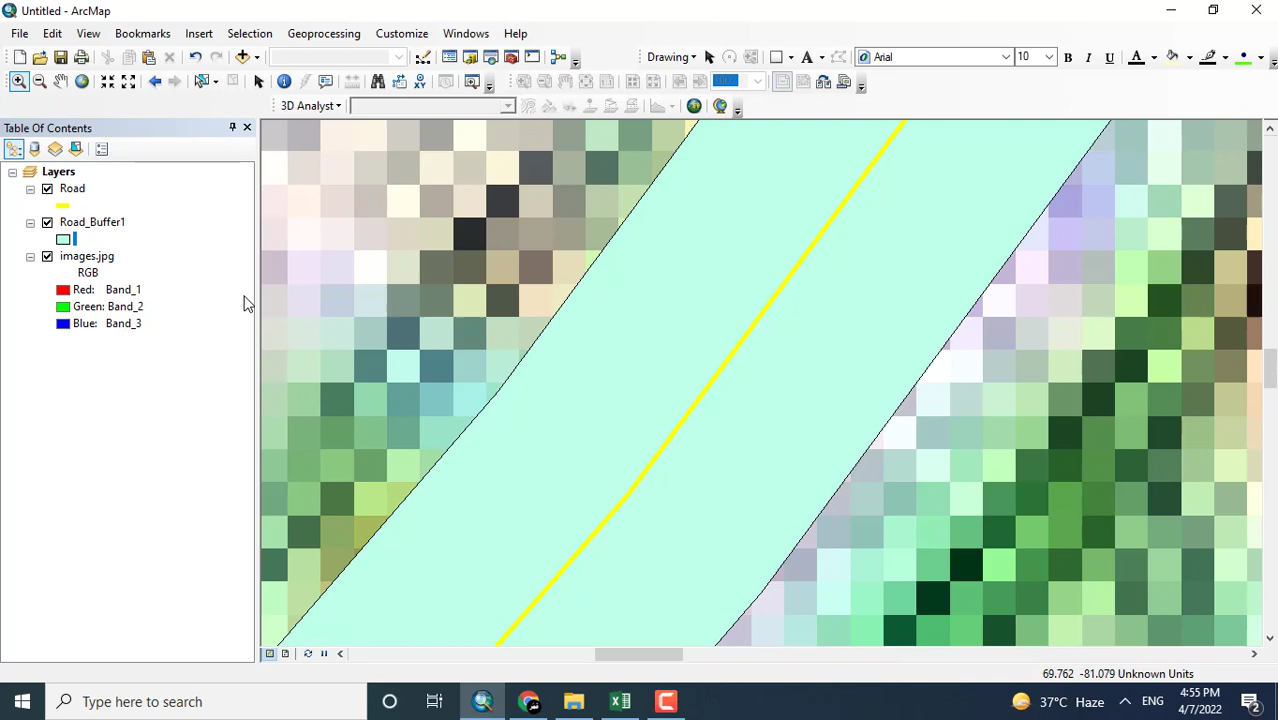 Untitled - ArcMap
File Edit View Bookmarks Insert Selection Geoprocessing Customize Windows Help
Drawing Arial 10 B I U A
3D Analyst
Table Of Contents
Layers
Road
Road_Buffer1
images.jpg
RGB
Red: Band_1
Green: Band_2
Blue: Band_3
69.762 -81.079 Unknown Units
Type here to search
37°C Haze
ENG
4:55 PM
4/7/2022
2